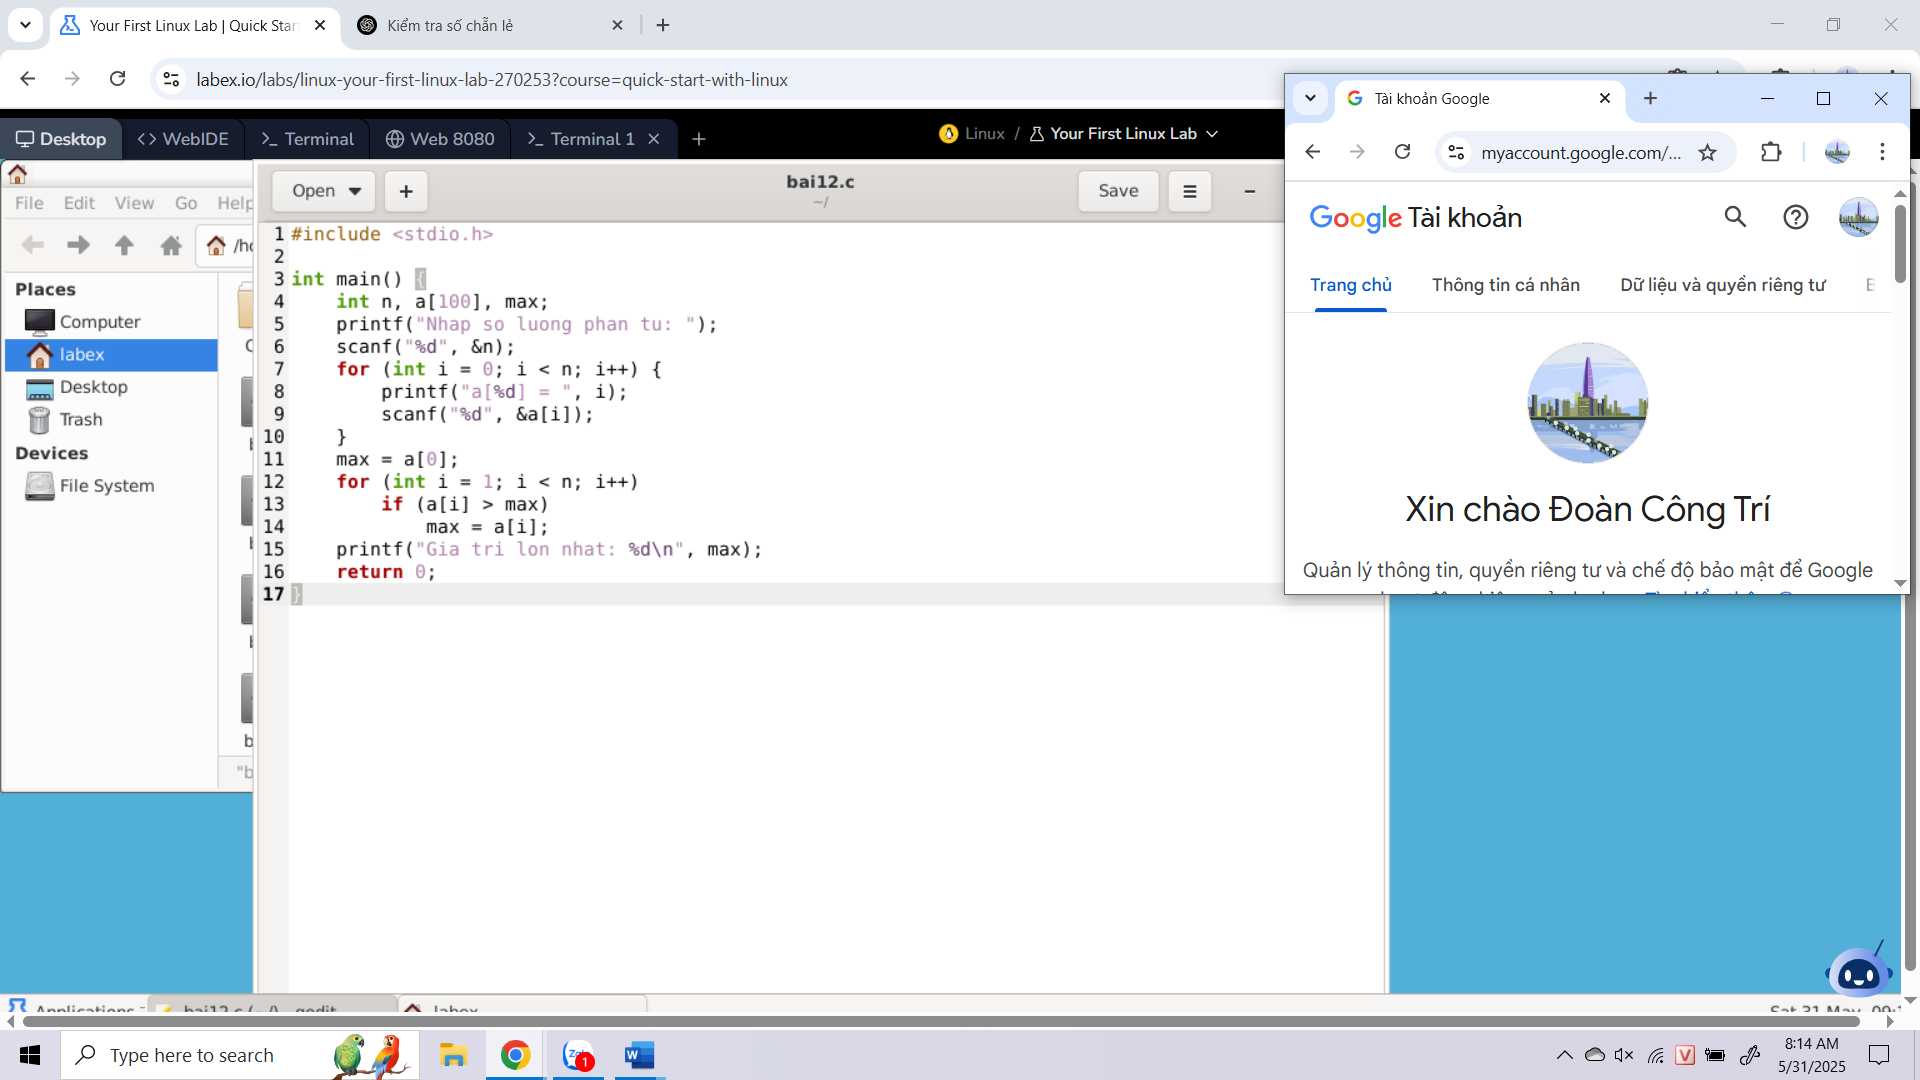 Your First Linux Lab | Quick Star
Kiểm tra số chẵn lẻ
labex.io/labs/linux-your-first-linux-lab-270253?course=quick-start-with-linux
Desktop
WebIDE
Terminal
Web 8080
Terminal 1
Linux / Your First Linux Lab
File Edit View Go Help
Places
Computer
labex
Desktop
Trash
Devices
File System
Open
bai12.c
~/
Save
1 #include <stdio.h>
2
3 int main() {
4     int n, a[100], max;
5     printf("Nhap so luong phan tu: ");
6     scanf("%d", &n);
7     for (int i = 0; i < n; i++) {
8         printf("a[%d] = ", i);
9         scanf("%d", &a[i]);
10     }
11     max = a[0];
12     for (int i = 1; i < n; i++)
13         if (a[i] > max)
14             max = a[i];
15     printf("Gia tri lon nhat: %d\n", max);
16     return 0;
17 }
Tài khoản Google
myaccount.google.com/...
Google Tài khoản
Trang chủ
Thông tin cá nhân
Dữ liệu và quyền riêng tư
Xin chào Đoàn Công Trí
Quản lý thông tin, quyền riêng tư và chế độ bảo mật để Google
Applications
bai12.c (~/) - gedit
labex
Sat 31 May
Type here to search
1
8:14 AM
5/31/2025